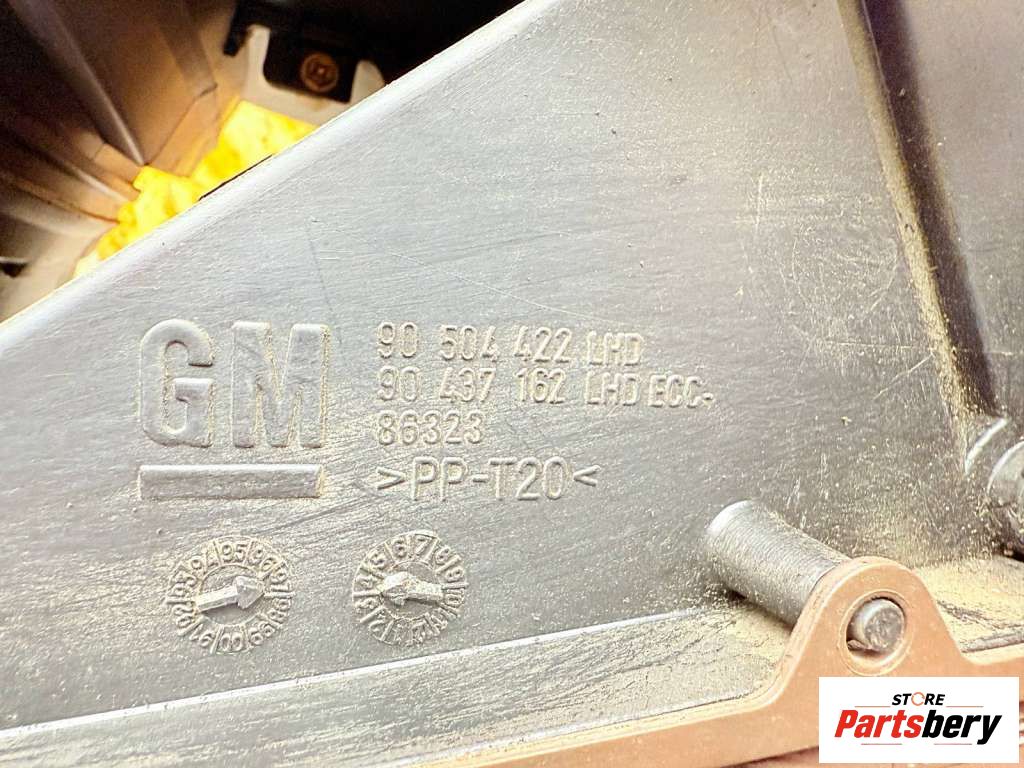 GM
90 504 422 LHD
90 437 162 LHD ECC-
86323
>PP-T20<
STORE
Partsbery